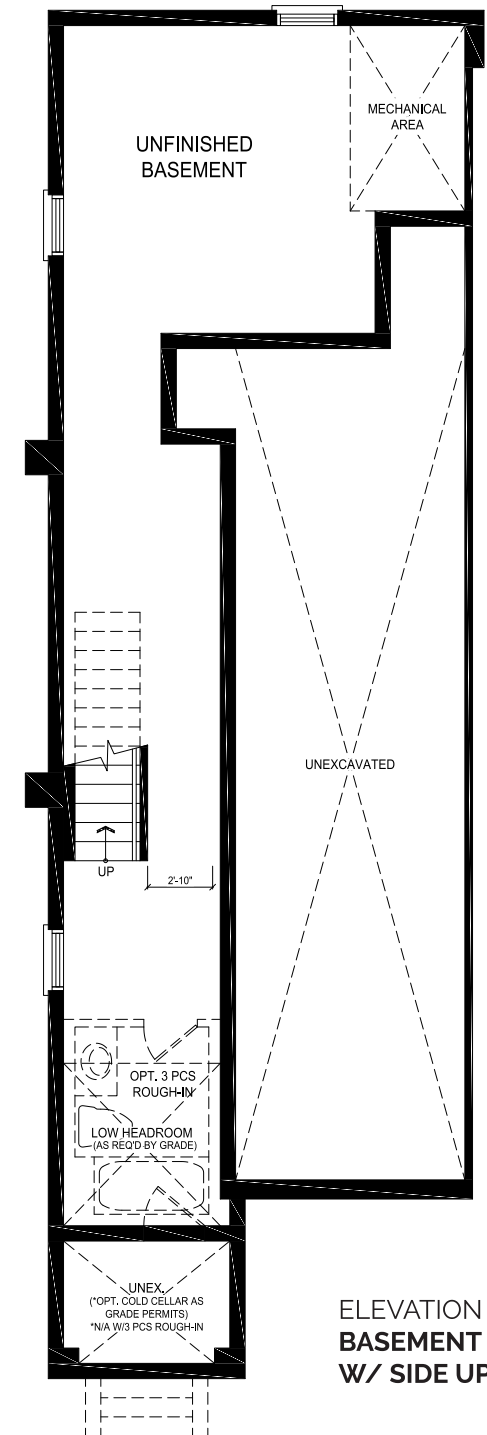 MECHANICAL
AREA
UNFINISHED
BASEMENT
UNEXCAVATED
UP
2'-10"
OPT. 3 PCS
ROUGH-IN
LOW HEADROOM
(AS REQ'D BY GRADE)
UNEX.
(*OPT. COLD CELLAR AS
GRADE PERMITS)
*N/A W/3 PCS ROUGH-IN
ELEVATION
BASEMENT
W/ SIDE UP